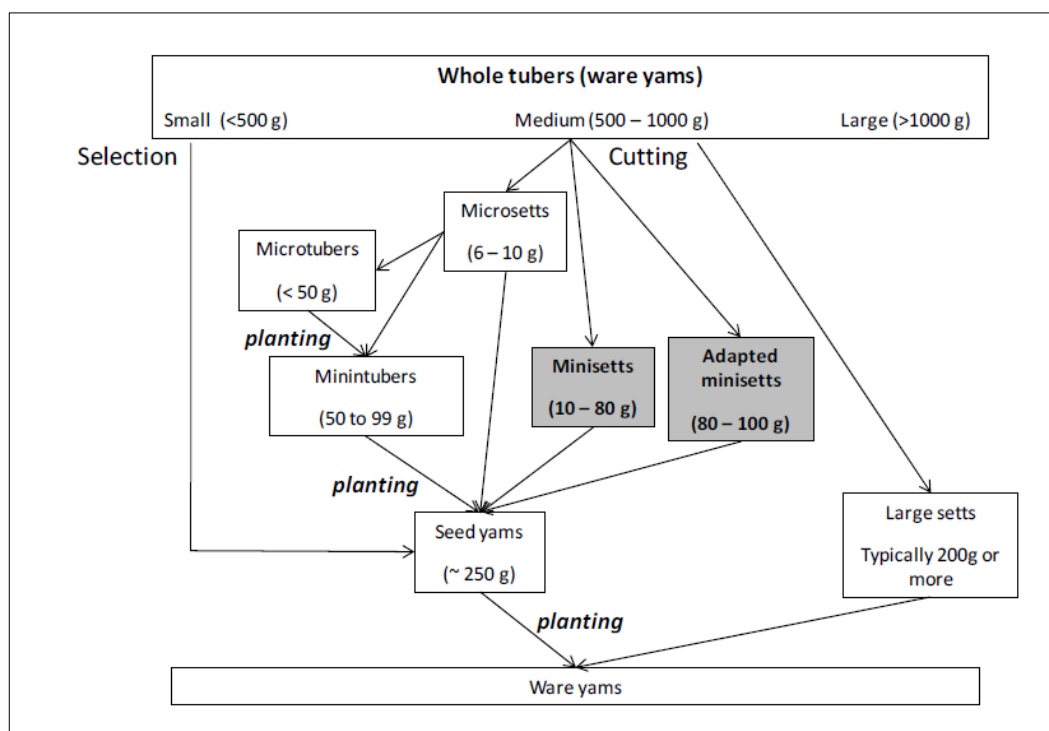 Whole tubers (ware yams)
Small (<500 g)
Medium (500 – 1000 g)
Large (>1000 g)
Selection
Cutting
Microsetts
(6 – 10 g)
Microtubers
(< 50 g)
planting
Minintubers
(50 to 99 g)
Minisetts
(10 – 80 g)
Adapted
minisetts
(80 – 100 g)
planting
Seed yams
(~ 250 g)
Large setts
Typically 200g or
more
planting
Ware yams